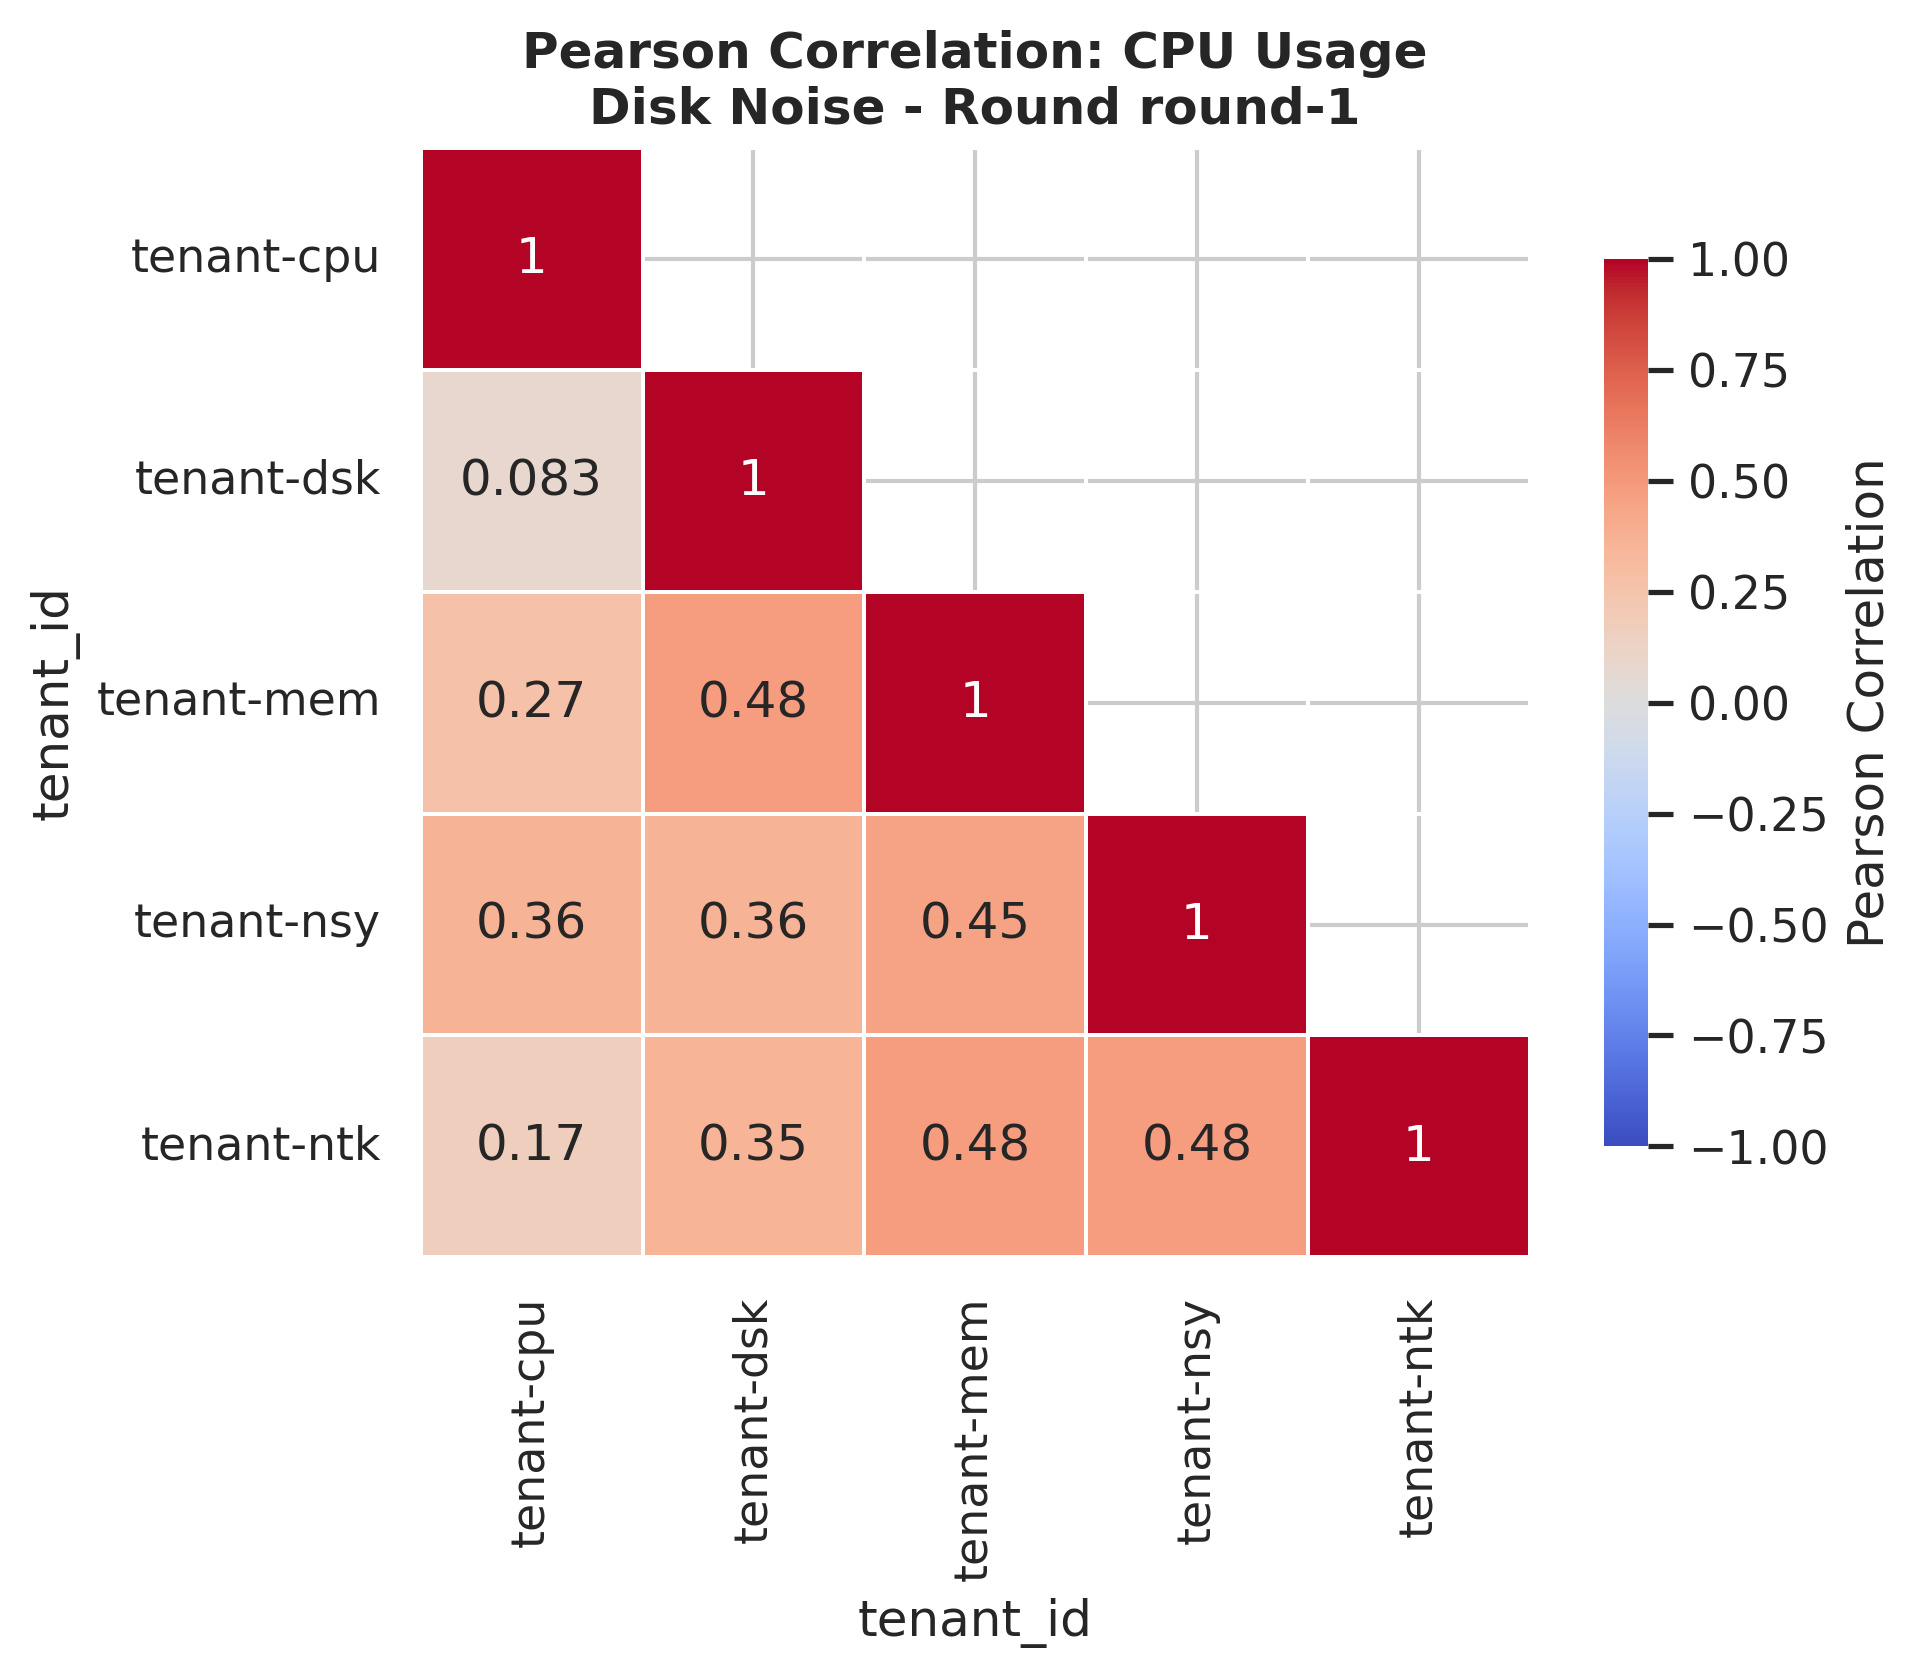 Pearson Correlation: CPU Usage
Disk Noise - Round round-1
tenant_id
tenant-cpu
1
tenant-dsk
0.083 1
tenant-mem
0.27 0.48 1
tenant-nsy
0.36 0.36 0.45 1
tenant-ntk
0.17 0.35 0.48 0.48 1
tenant-cpu
tenant-dsk
tenant-mem
tenant-nsy
tenant-ntk
tenant_id
1.00
0.75
0.50
0.25
0.00
−0.25
−0.50
−0.75
−1.00
Pearson Correlation